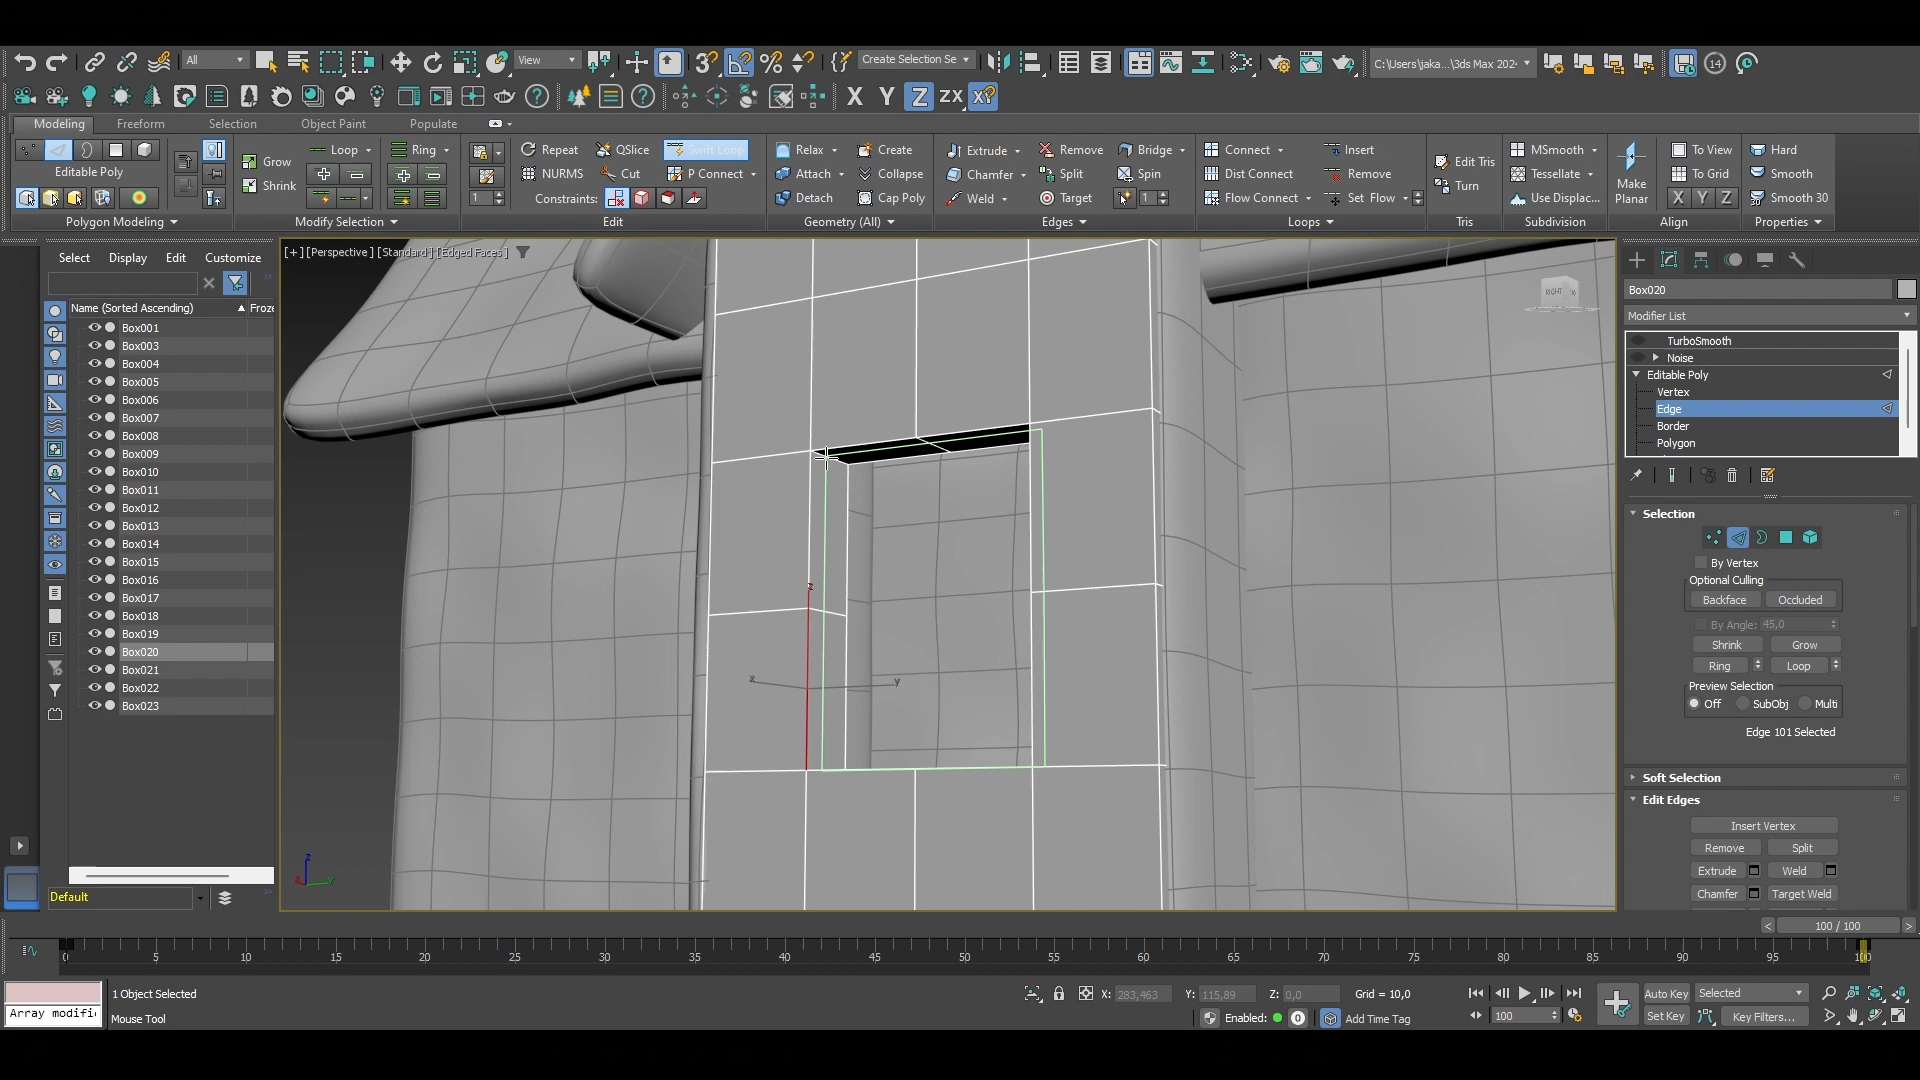 All
View
Create Selection Se
C:\Users\jaka...\3ds Max 202
14
X Y Z ZX XY
Modeling Freeform Selection Object Paint Populate
Editable Poly
Polygon Modeling
Grow
Shrink
Loop
Ring
1
Modify Selection
Repeat QSlice Swift Loop
NURMS Cut P Connect
Constraints:
Edit
Relax Create
Attach Collapse
Detach Cap Poly
Geometry (All)
Extrude Remove Bridge
Chamfer Split Spin
Weld Target 1
Edges
Connect Insert
Dist Connect Remove
Flow Connect Set Flow
Loops
Edit Tris
Turn
Tris
MSmooth
Tessellate
Use Displac...
Subdivision
Make
Planar
To View
To Grid
X Y Z
Align
Hard
Smooth
Smooth 30
Properties
Select Display Edit Customize
Name (Sorted Ascending) Froze
Box001
Box003
Box004
Box005
Box006
Box007
Box008
Box009
Box010
Box011
Box012
Box013
Box014
Box015
Box016
Box017
Box018
Box019
Box020
Box021
Box022
Box023
Default
[+] [Perspective] [Standard] [Edged Faces]
RIGHT
z
x y
z
x y
Box020
Modifier List
TurboSmooth
Noise
Editable Poly
Vertex
Edge
Border
Polygon
Selection
By Vertex
Optional Culling
Backface Occluded
By Angle: 45,0
Shrink Grow
Ring Loop
Preview Selection
Off SubObj Multi
Edge 101 Selected
Soft Selection
Edit Edges
Insert Vertex
Remove Split
Extrude Weld
Chamfer Target Weld
< 100 / 100 >
0 5 10 15 20 25 30 35 40 45 50 55 60 65 70 75 80 85 90 95 100
1 Object Selected
X: 283,463 Y: 115,89 Z: 0,0 Grid = 10,0
Auto Key Selected
Array modifi
Mouse Tool
Enabled: 0 Add Time Tag
100
Set Key Key Filters...